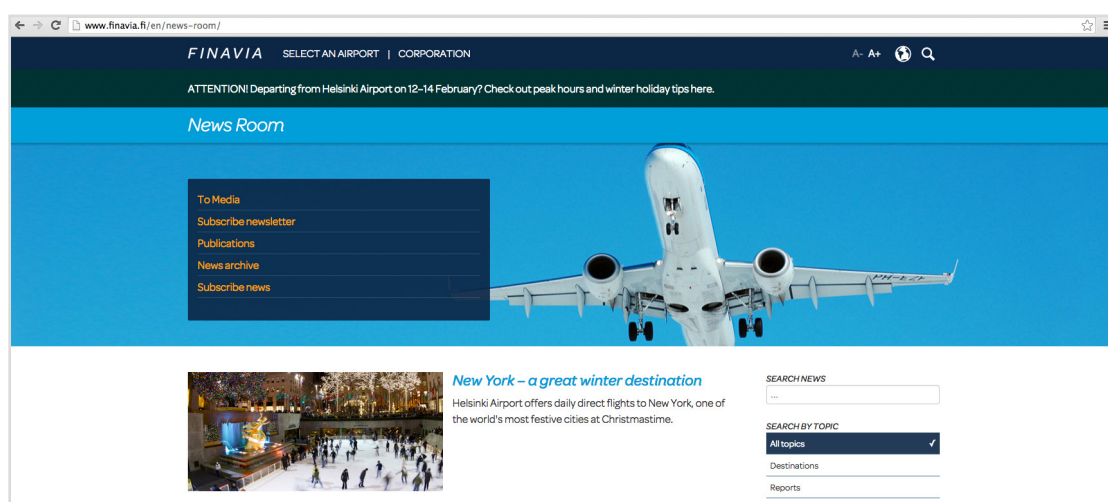 www.finavia.fi/en/news-room/
FINAVIA SELECT AN AIRPORT | CORPORATION A- A+
ATTENTION! Departing from Helsinki Airport on 12–14 February? Check out peak hours and winter holiday tips here.
News Room
To Media
Subscribe newsletter
Publications
News archive
Subscribe news
PH-EZF
New York – a great winter destination
Helsinki Airport offers daily direct flights to New York, one of
the world's most festive cities at Christmastime.
SEARCH NEWS
...
SEARCH BY TOPIC
All topics
Destinations
Reports